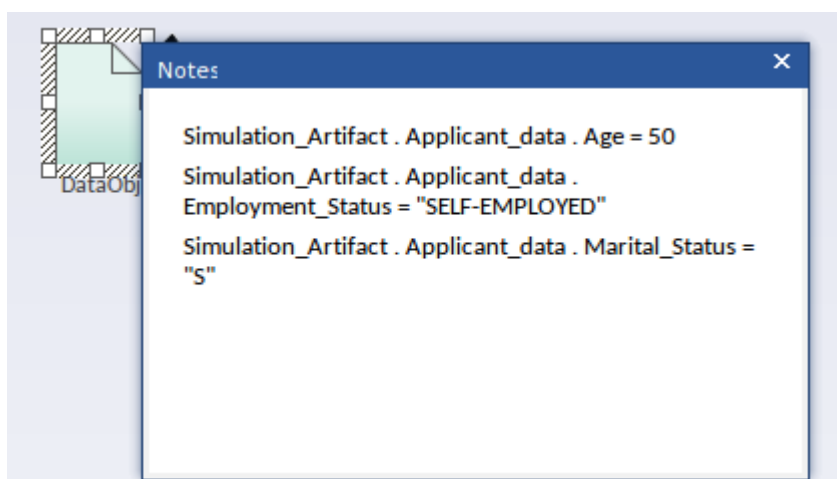 Notes
Simulation_Artifact . Applicant_data . Age = 50
Simulation_Artifact . Applicant_data .
Employment_Status = "SELF-EMPLOYED"
Simulation_Artifact . Applicant_data . Marital_Status =
"S"
DataObj